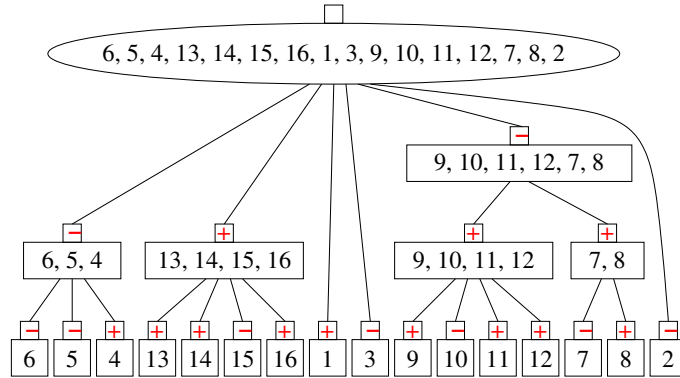 6, 5, 4, 13, 14, 15, 16, 1, 3, 9, 10, 11, 12, 7, 8, 2
−
9, 10, 11, 12, 7, 8
− + + +
6, 5, 4 13, 14, 15, 16 9, 10, 11, 12 7, 8
− − + + + − + + − + − + + − + −
6 5 4 13 14 15 16 1 3 9 10 11 12 7 8 2